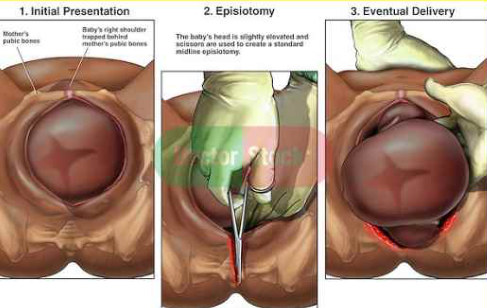 1. Initial Presentation
Mother's
pubic bones
Baby's right shoulder
trapped behind
mother's pubic bones
2. Episiotomy
The baby's head is slightly elevated and
scissors are used to create a standard
midline episiotomy.
3. Eventual Delivery